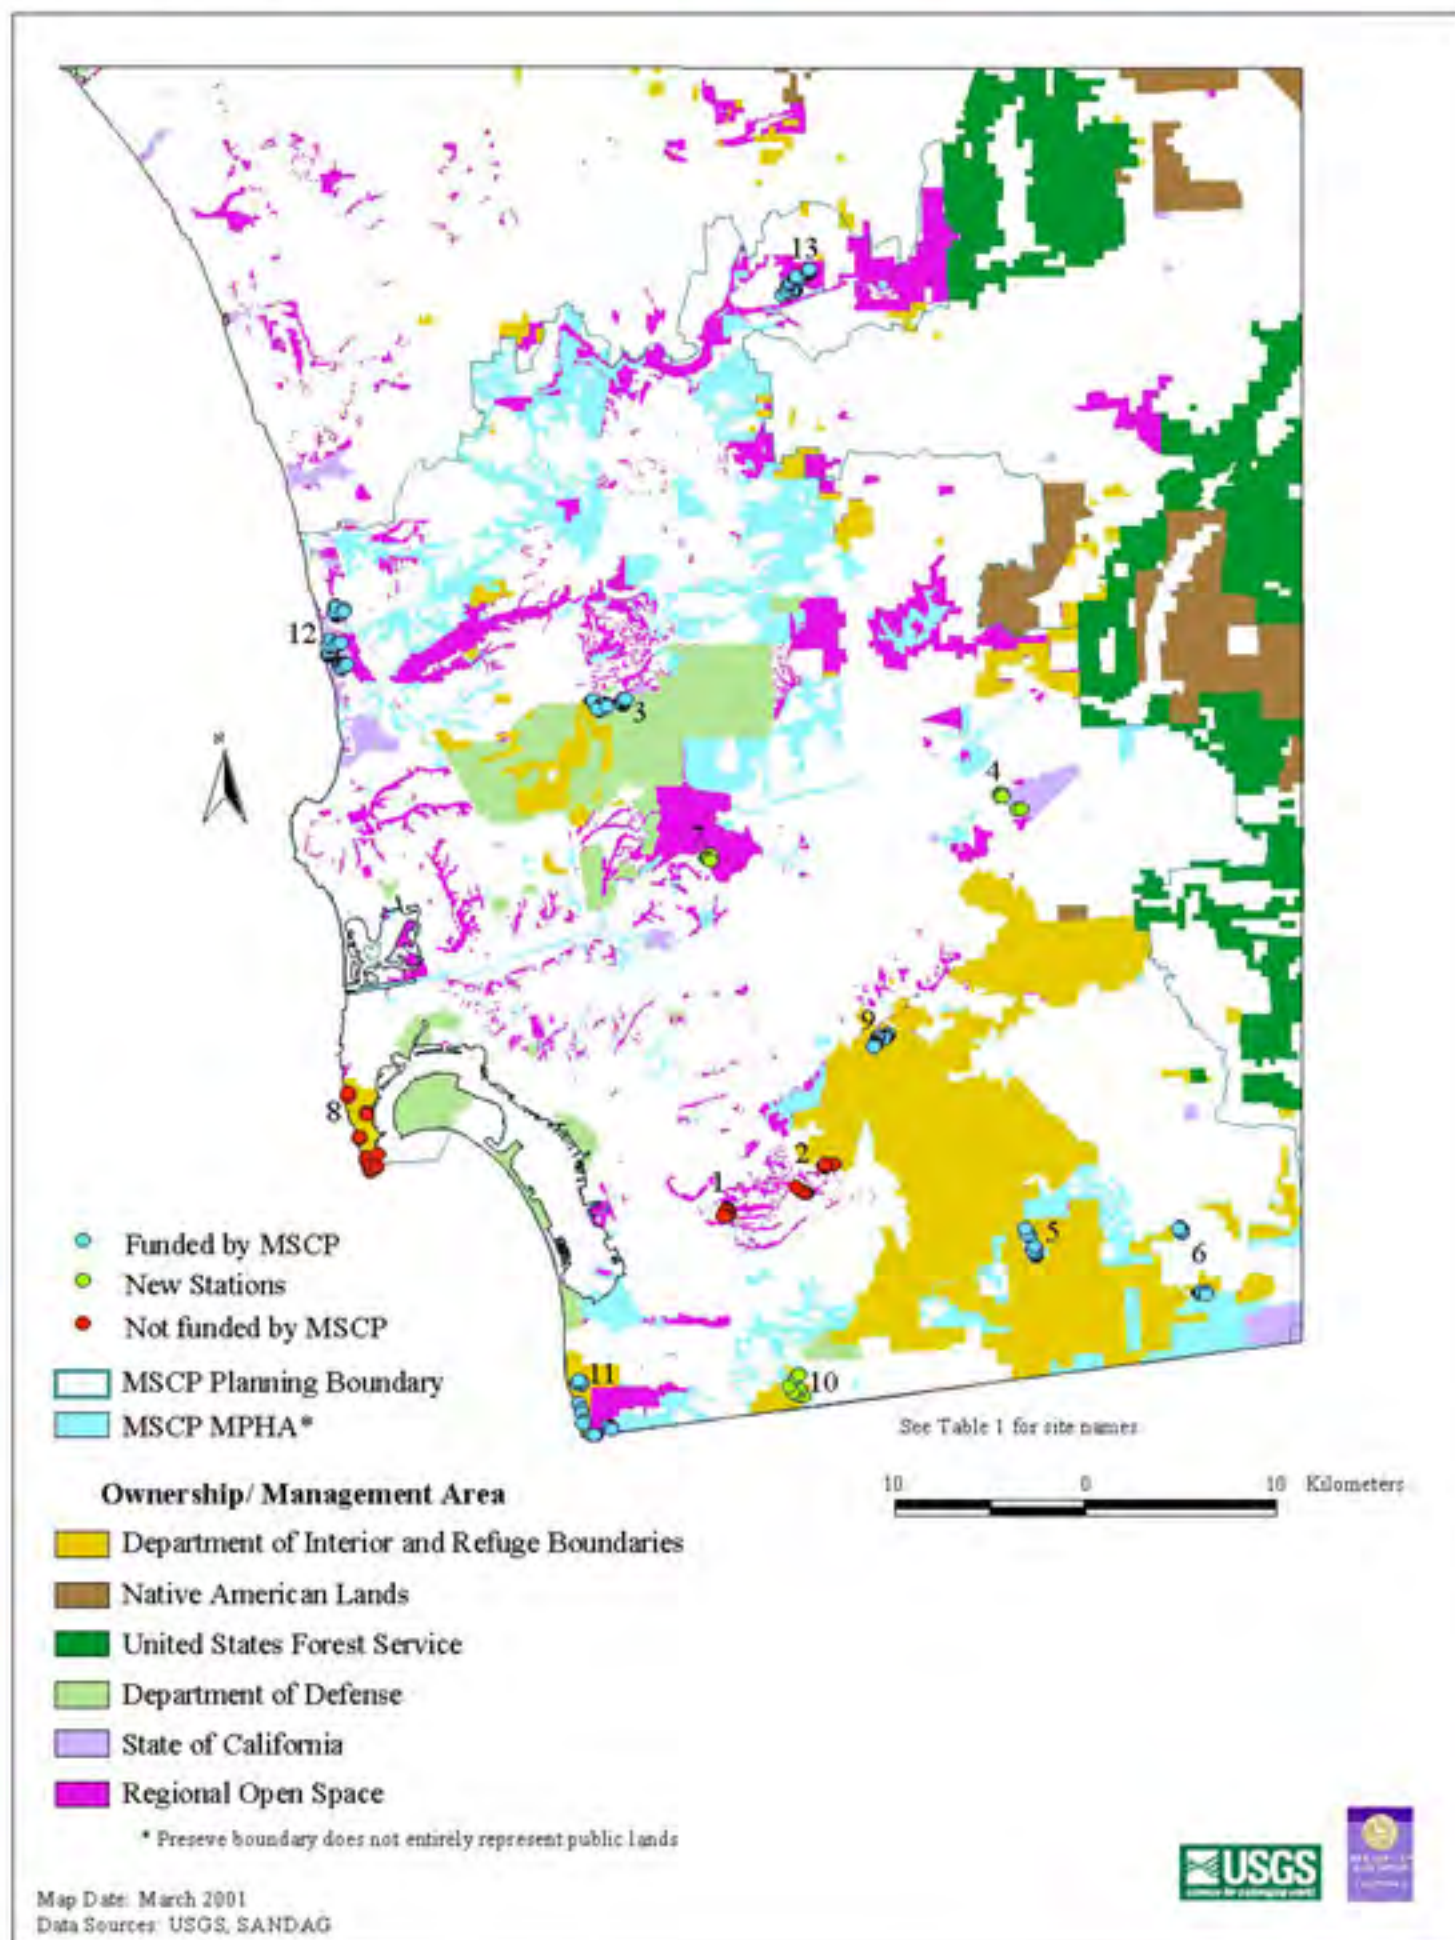 13
12
3
4
7
9
8
2
1
5
6
11
10
N
Funded by MSCP
New Stations
Not funded by MSCP
MSCP Planning Boundary
MSCP MPHA*
See Table 1 for site names
10 0 10 Kilometers
Ownership/ Management Area
Department of Interior and Refuge Boundaries
Native American Lands
United States Forest Service
Department of Defense
State of California
Regional Open Space
* Preseve boundary does not entirely represent public lands
USGS
science for a changing world
Map Date: March 2001
Data Sources: USGS, SANDAG